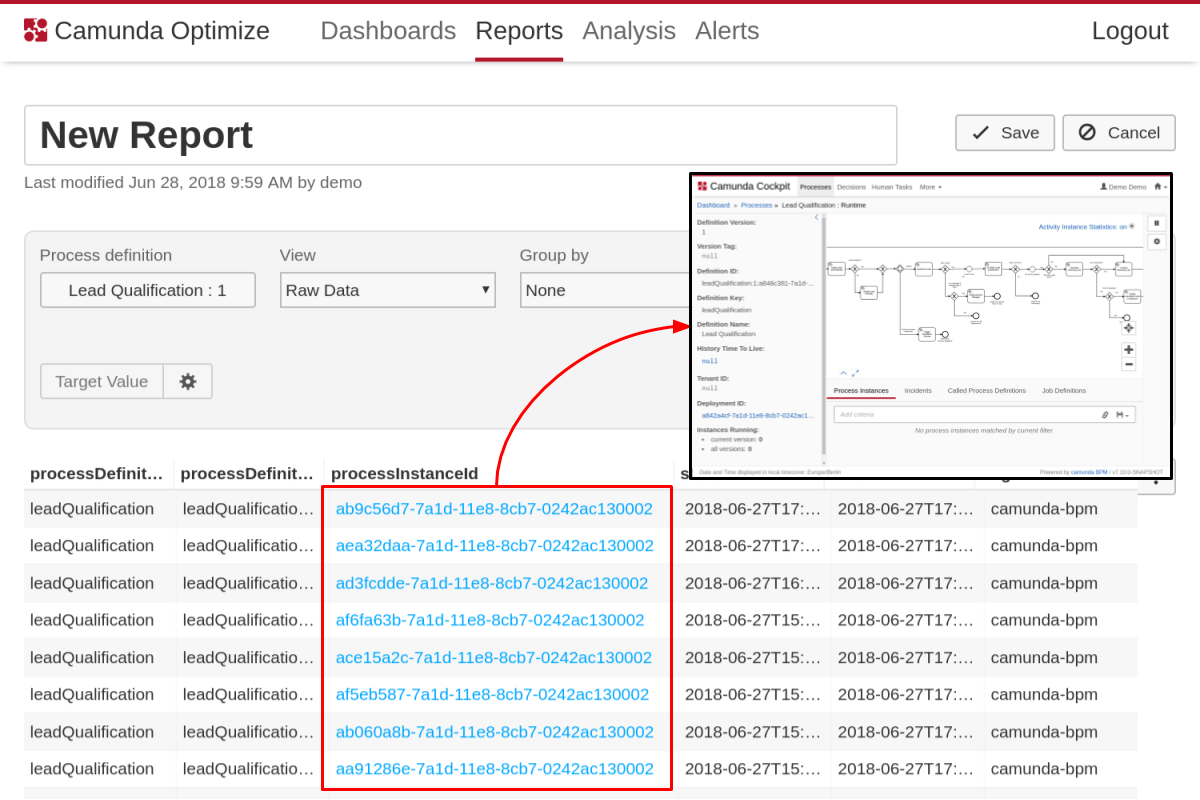 Camunda Optimize Dashboards Reports Analysis Alerts Logout
New Report
Save Cancel
Last modified Jun 28, 2018 9:59 AM by demo
Process definition View Group by
Lead Qualification : 1 Raw Data None
Target Value
Camunda Cockpit Processes Decisions Human Tasks More Demo Demo
Dashboard » Processes » Lead Qualification : Runtime
Definition Version:
1
Activity Instance Statistics: on
Version Tag:
null
Definition ID:
leadQualification:1:a846c381-7a1d-...
Definition Key:
leadQualification
Definition Name:
Lead Qualification
History Time To Live:
null
Tenant ID:
null
Deployment ID:
a842a4cf-7a1d-11e8-8cb7-0242ac1...
Instances Running:
current version: 0
all versions: 0
Process Instances Incidents Called Process Definitions Job Definitions
Add criteria
No process instances matched by current filter.
Date and Time displayed in local timezone: Europe/Berlin Powered by camunda BPM / v7.10.0-SNAPSHOT
processDefinit... processDefinit... processInstanceId
leadQualification leadQualificatio... ab9c56d7-7a1d-11e8-8cb7-0242ac130002 2018-06-27T17:... 2018-06-27T17:... camunda-bpm
leadQualification leadQualificatio... aea32daa-7a1d-11e8-8cb7-0242ac130002 2018-06-27T17:... 2018-06-27T17:... camunda-bpm
leadQualification leadQualificatio... ad3fcdde-7a1d-11e8-8cb7-0242ac130002 2018-06-27T16:... 2018-06-27T17:... camunda-bpm
leadQualification leadQualificatio... af6fa63b-7a1d-11e8-8cb7-0242ac130002 2018-06-27T15:... 2018-06-27T17:... camunda-bpm
leadQualification leadQualificatio... ace15a2c-7a1d-11e8-8cb7-0242ac130002 2018-06-27T15:... 2018-06-27T17:... camunda-bpm
leadQualification leadQualificatio... af5eb587-7a1d-11e8-8cb7-0242ac130002 2018-06-27T15:... 2018-06-27T17:... camunda-bpm
leadQualification leadQualificatio... ab060a8b-7a1d-11e8-8cb7-0242ac130002 2018-06-27T15:... 2018-06-27T17:... camunda-bpm
leadQualification leadQualificatio... aa91286e-7a1d-11e8-8cb7-0242ac130002 2018-06-27T15:... 2018-06-27T17:... camunda-bpm